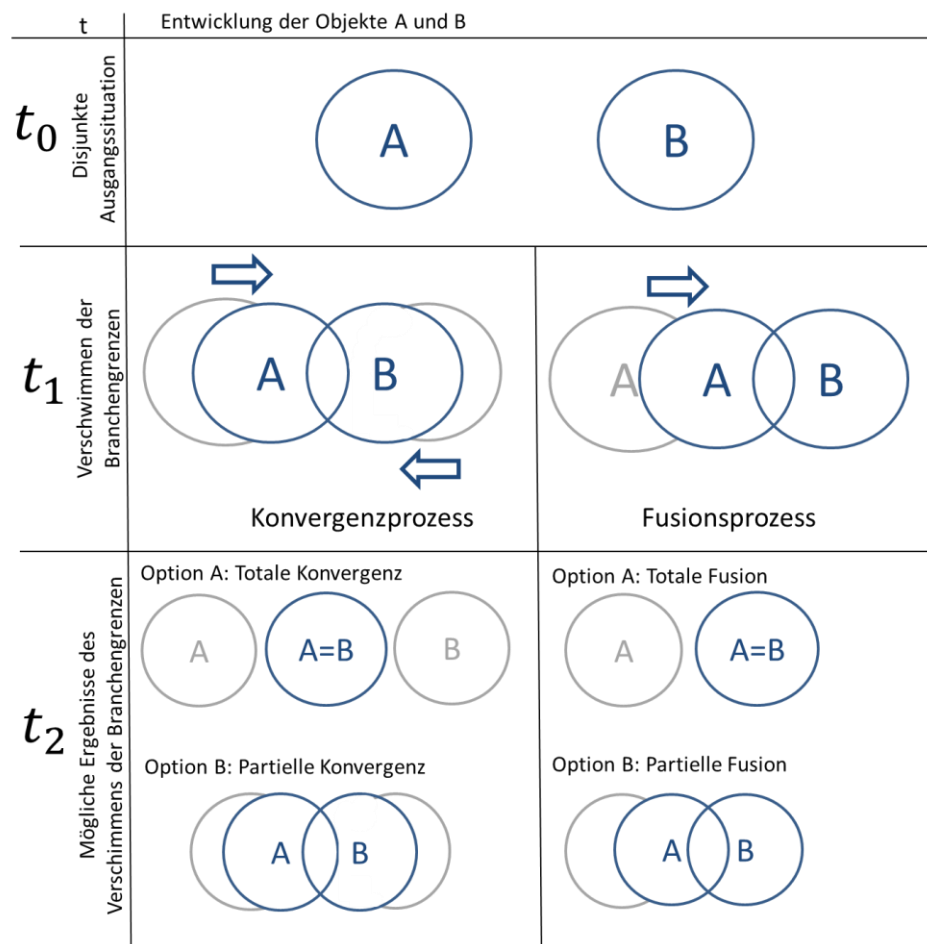 t
Entwicklung der Objekte A und B
t0
Disjunkte
Ausgangssituation
A
B
t1
Verschwimmen der
Branchengrenzen
A
B
Konvergenzprozess
A
A
B
Fusionsprozess
t2
Mögliche Ergebnisse des
Verschimmens der Branchengrenzen
Option A: Totale Konvergenz
A
A=B
B
Option B: Partielle Konvergenz
A
B
Option A: Totale Fusion
A
A=B
Option B: Partielle Fusion
A
B